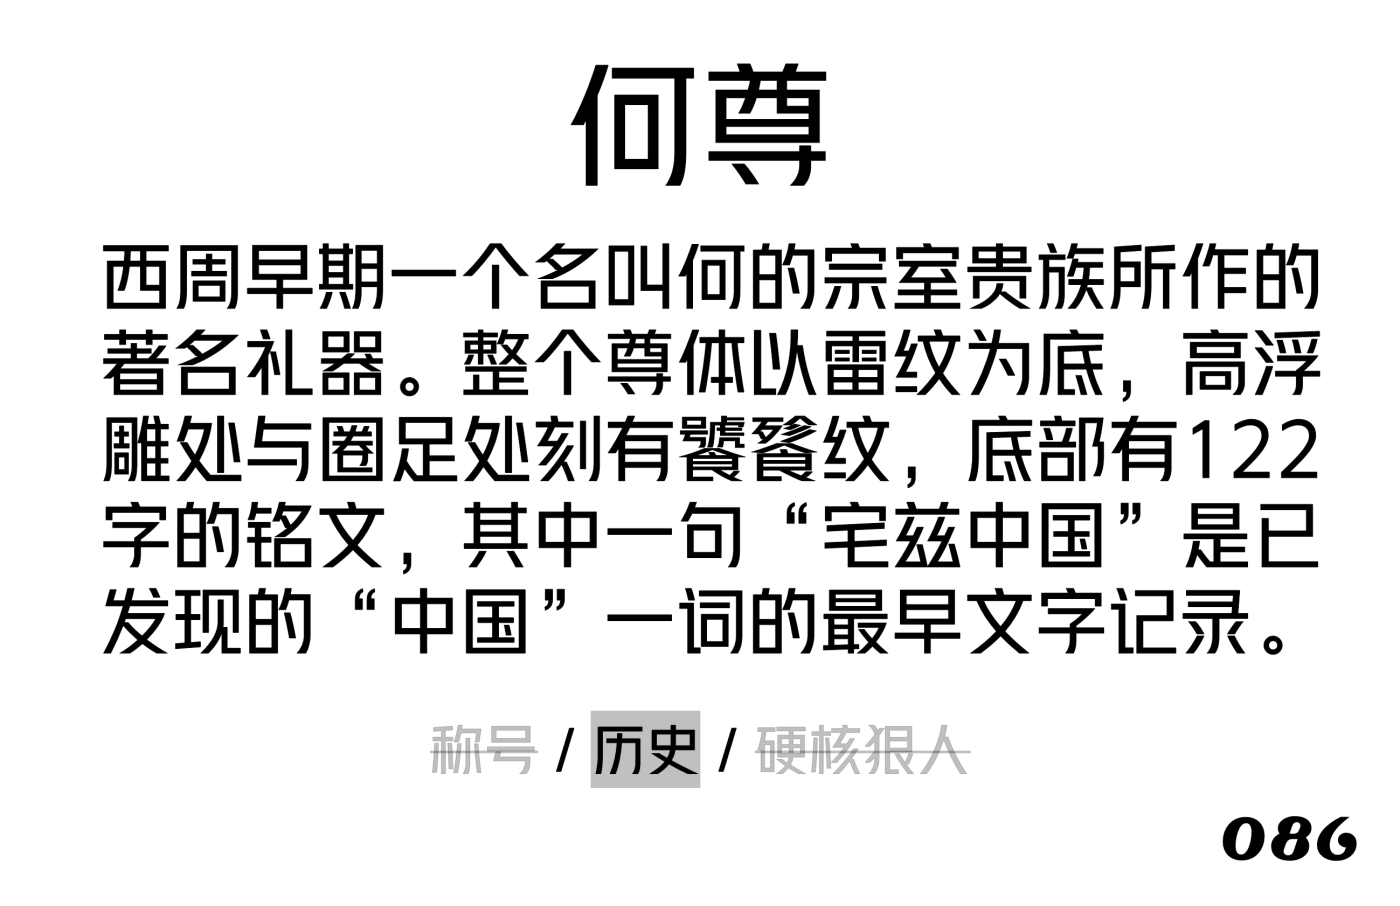 何尊
西周早期一个名叫何的宗室贵族所作的
著名礼器。整个尊体以雷纹为底，高浮
雕处与圈足处刻有饕餮纹，底部有122
字的铭文，其中一句“宅兹中国”是已
发现的“中国”一词的最早文字记录。
称号 / 历史 / 硬核狠人
086